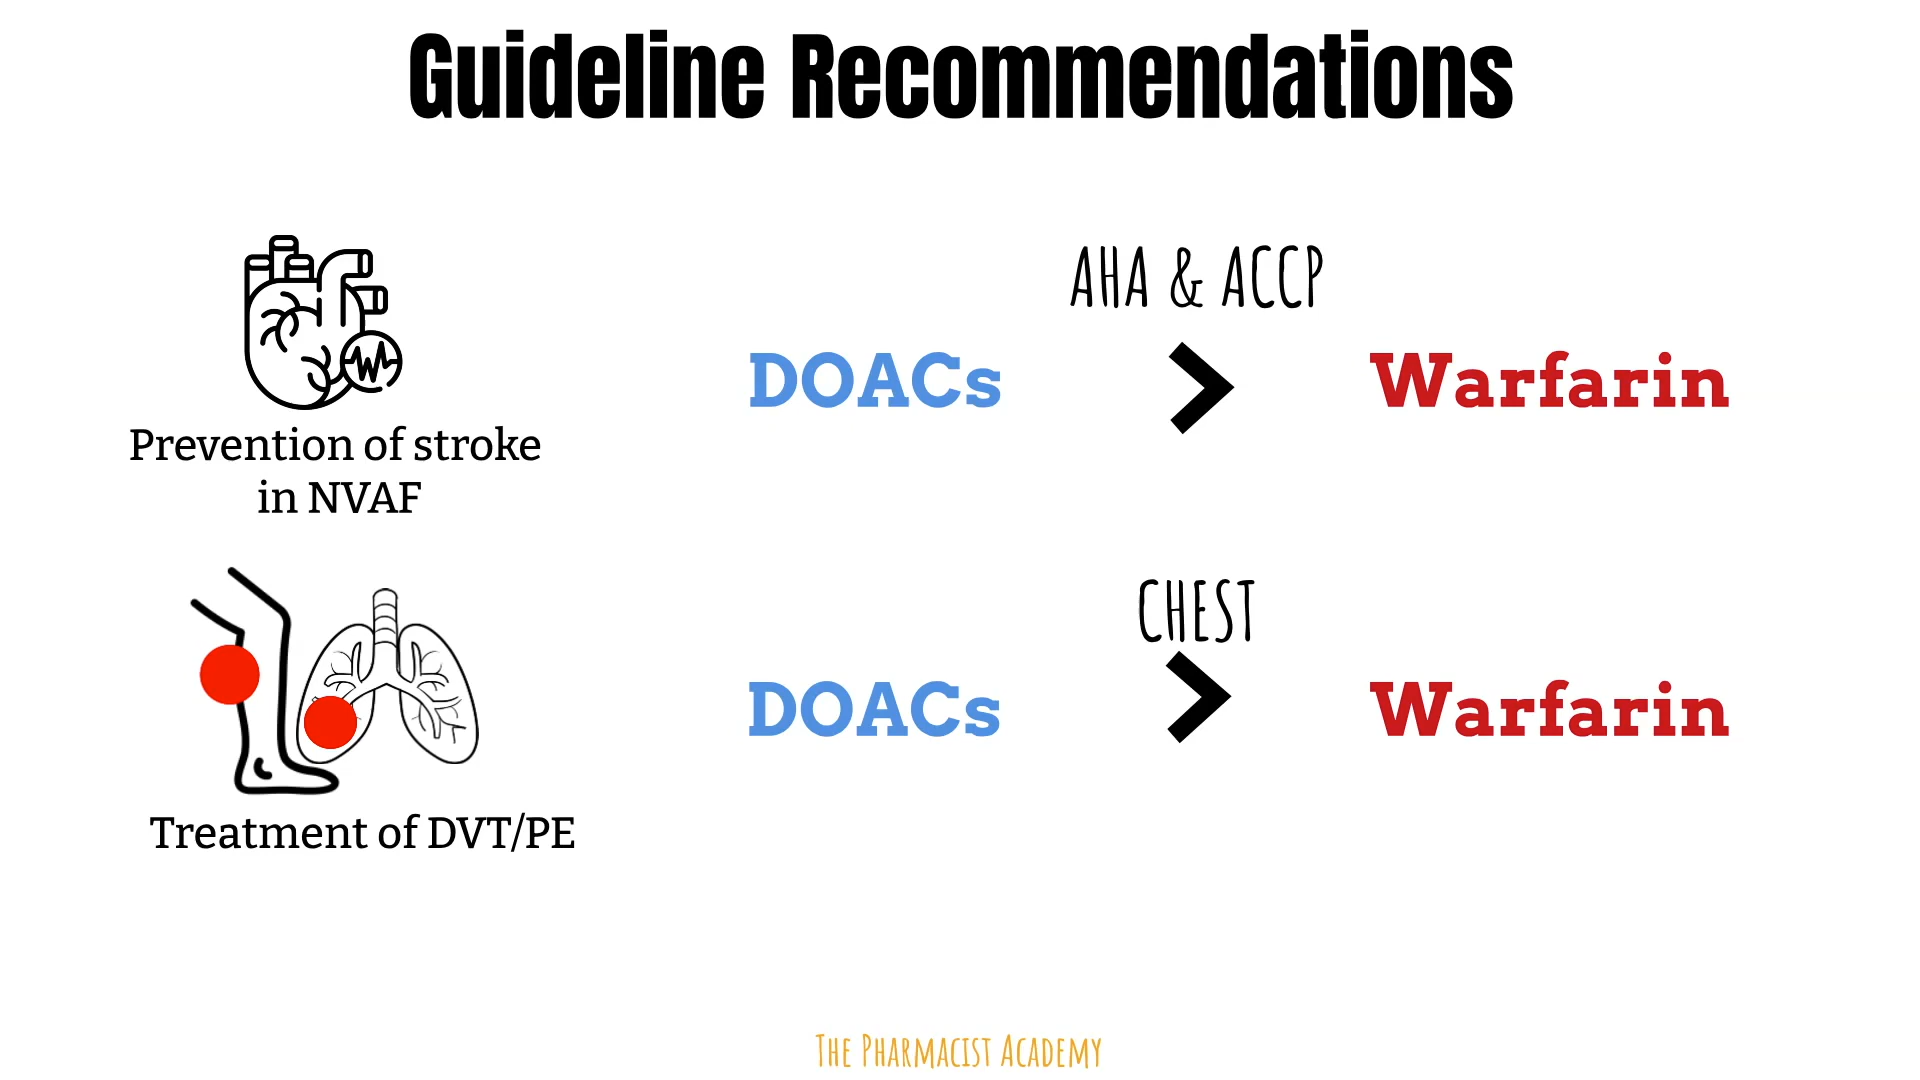 Guideline Recommendations
AHA & ACCP
DOACs > Warfarin
Prevention of stroke
in NVAF
CHEST
DOACs > Warfarin
Treatment of DVT/PE
The Pharmacist Academy